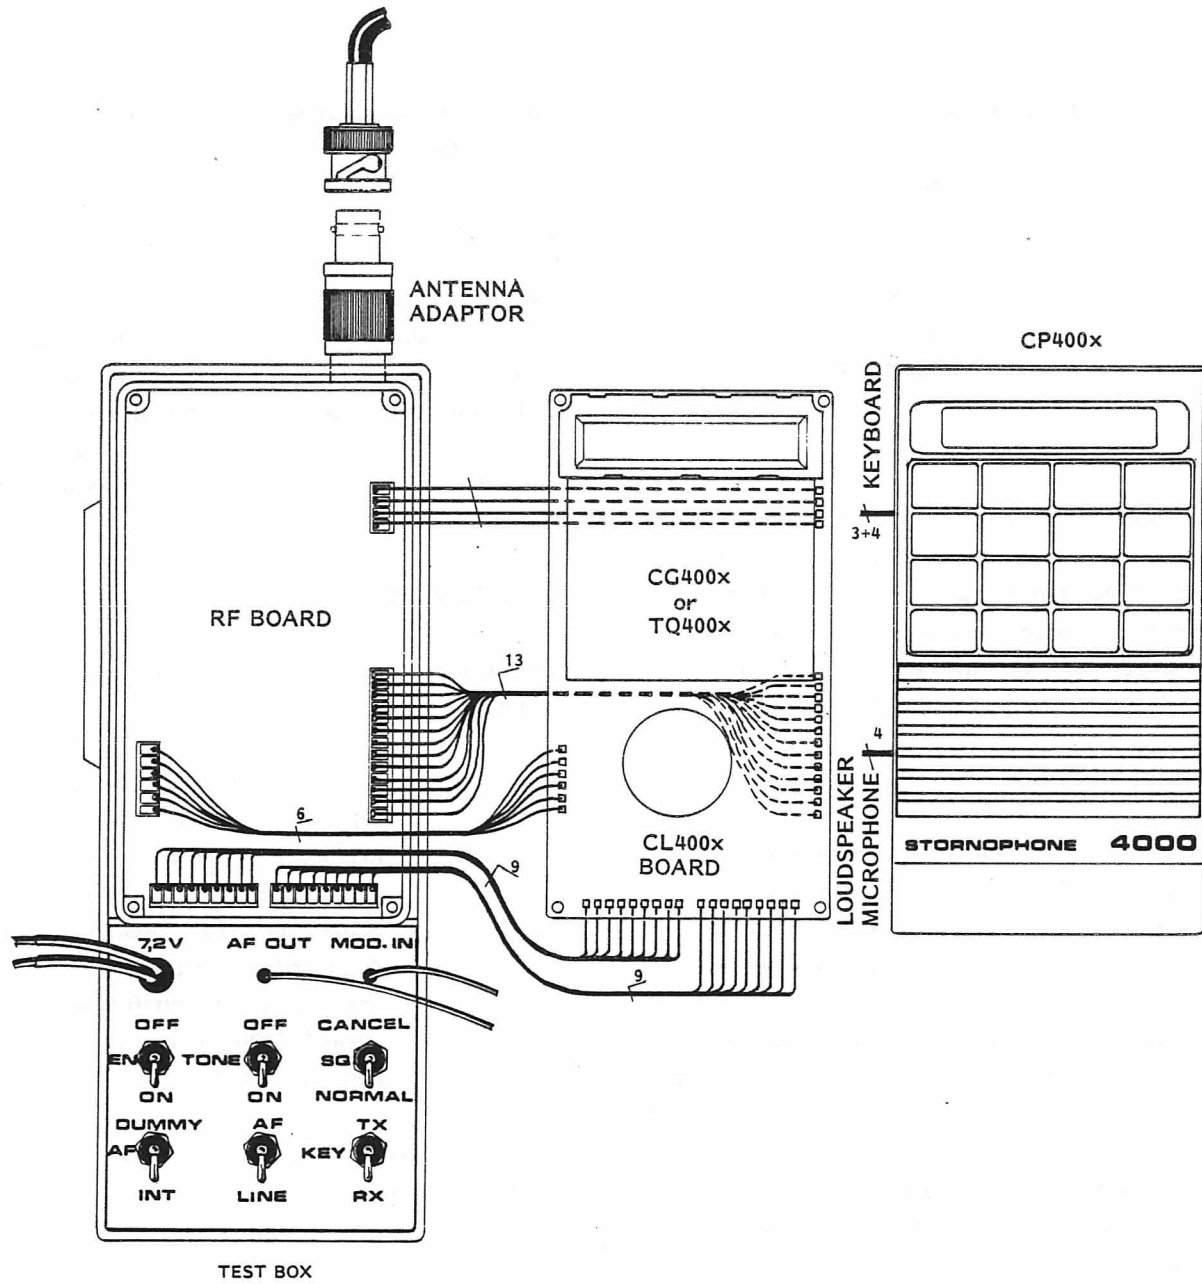 ANTENNA
ADAPTOR
CP400x
KEYBOARD
3+4
RF BOARD
CG400x
or
TQ400x
13
4
LOUDSPEAKER
MICROPHONE
6
CL400x
BOARD
9
STORNOPHONE 4000
9
7,2V AF OUT MOD. IN
OFF OFF CANCEL
EN TONE SQ
ON ON NORMAL
DUMMY AF TX
AF KEY
INT LINE RX
TEST BOX